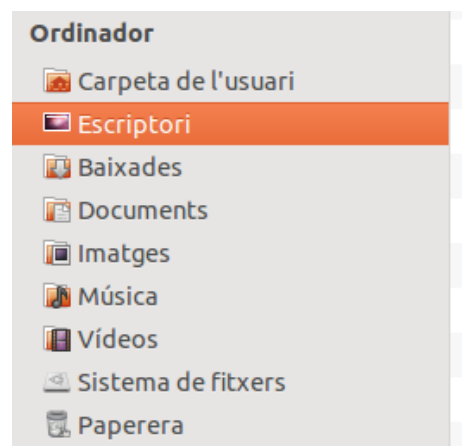 Ordinador
Carpeta de l'usuari
Escriptori
Baixades
Documents
Imatges
Música
Vídeos
Sistema de fitxers
Paperera